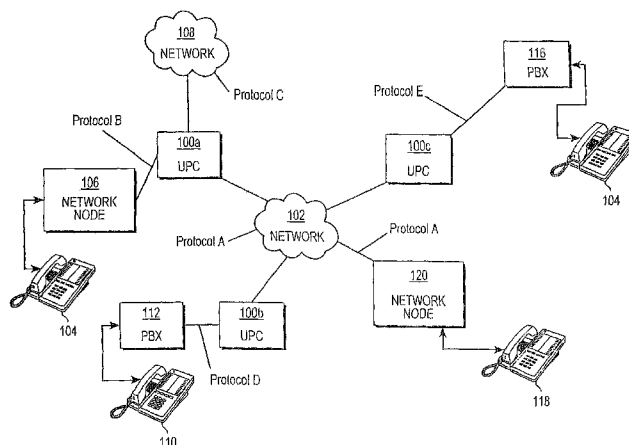 108
NETWORK
Protocol C
116
PBX
Protocol E
Protocol B
100a
UPC
100c
UPC
104
106
NETWORK
NODE
102
NETWORK
Protocol A
Protocol A
120
NETWORK
NODE
104
112
PBX
100b
UPC
Protocol D
118
110